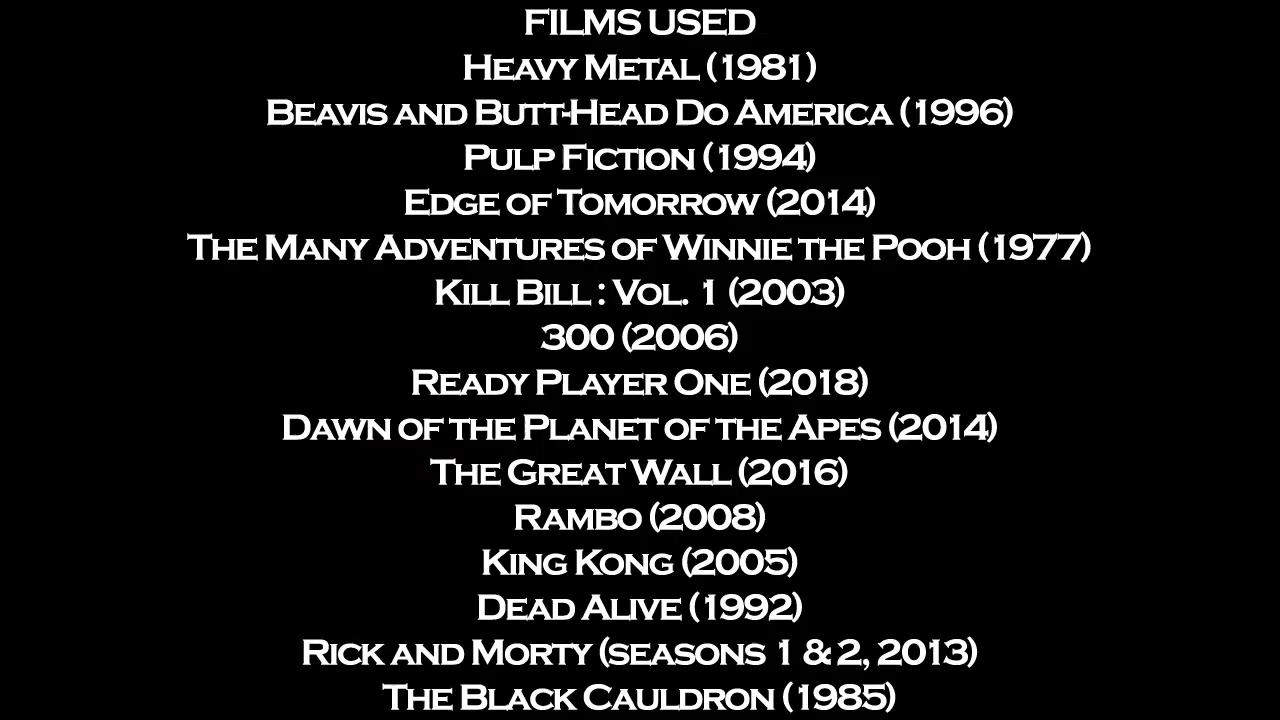 FILMS USED
HEAVY METAL (1981)
BEAVIS AND BUTT-HEAD DO AMERICA (1996)
PULP FICTION (1994)
EDGE OF TOMORROW (2014)
THE MANY ADVENTURES OF WINNIE THE POOH (1977)
KILL BILL : VOL. 1 (2003)
300 (2006)
READY PLAYER ONE (2018)
DAWN OF THE PLANET OF THE APES (2014)
THE GREAT WALL (2016)
RAMBO (2008)
KING KONG (2005)
DEAD ALIVE (1992)
RICK AND MORTY (SEASONS 1 & 2, 2013)
THE BLACK CAULDRON (1985)